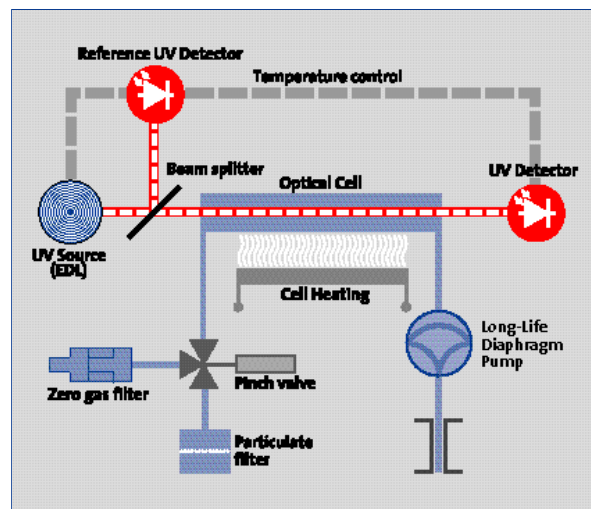 Reference UV Detector
Temperature control
Beam splitter
Optical Cell
UV Detector
UV Source
(EDL)
Cell Heating
Long-Life
Diaphragm
Pump
Zero gas filter
Pinch valve
Particulate
filter